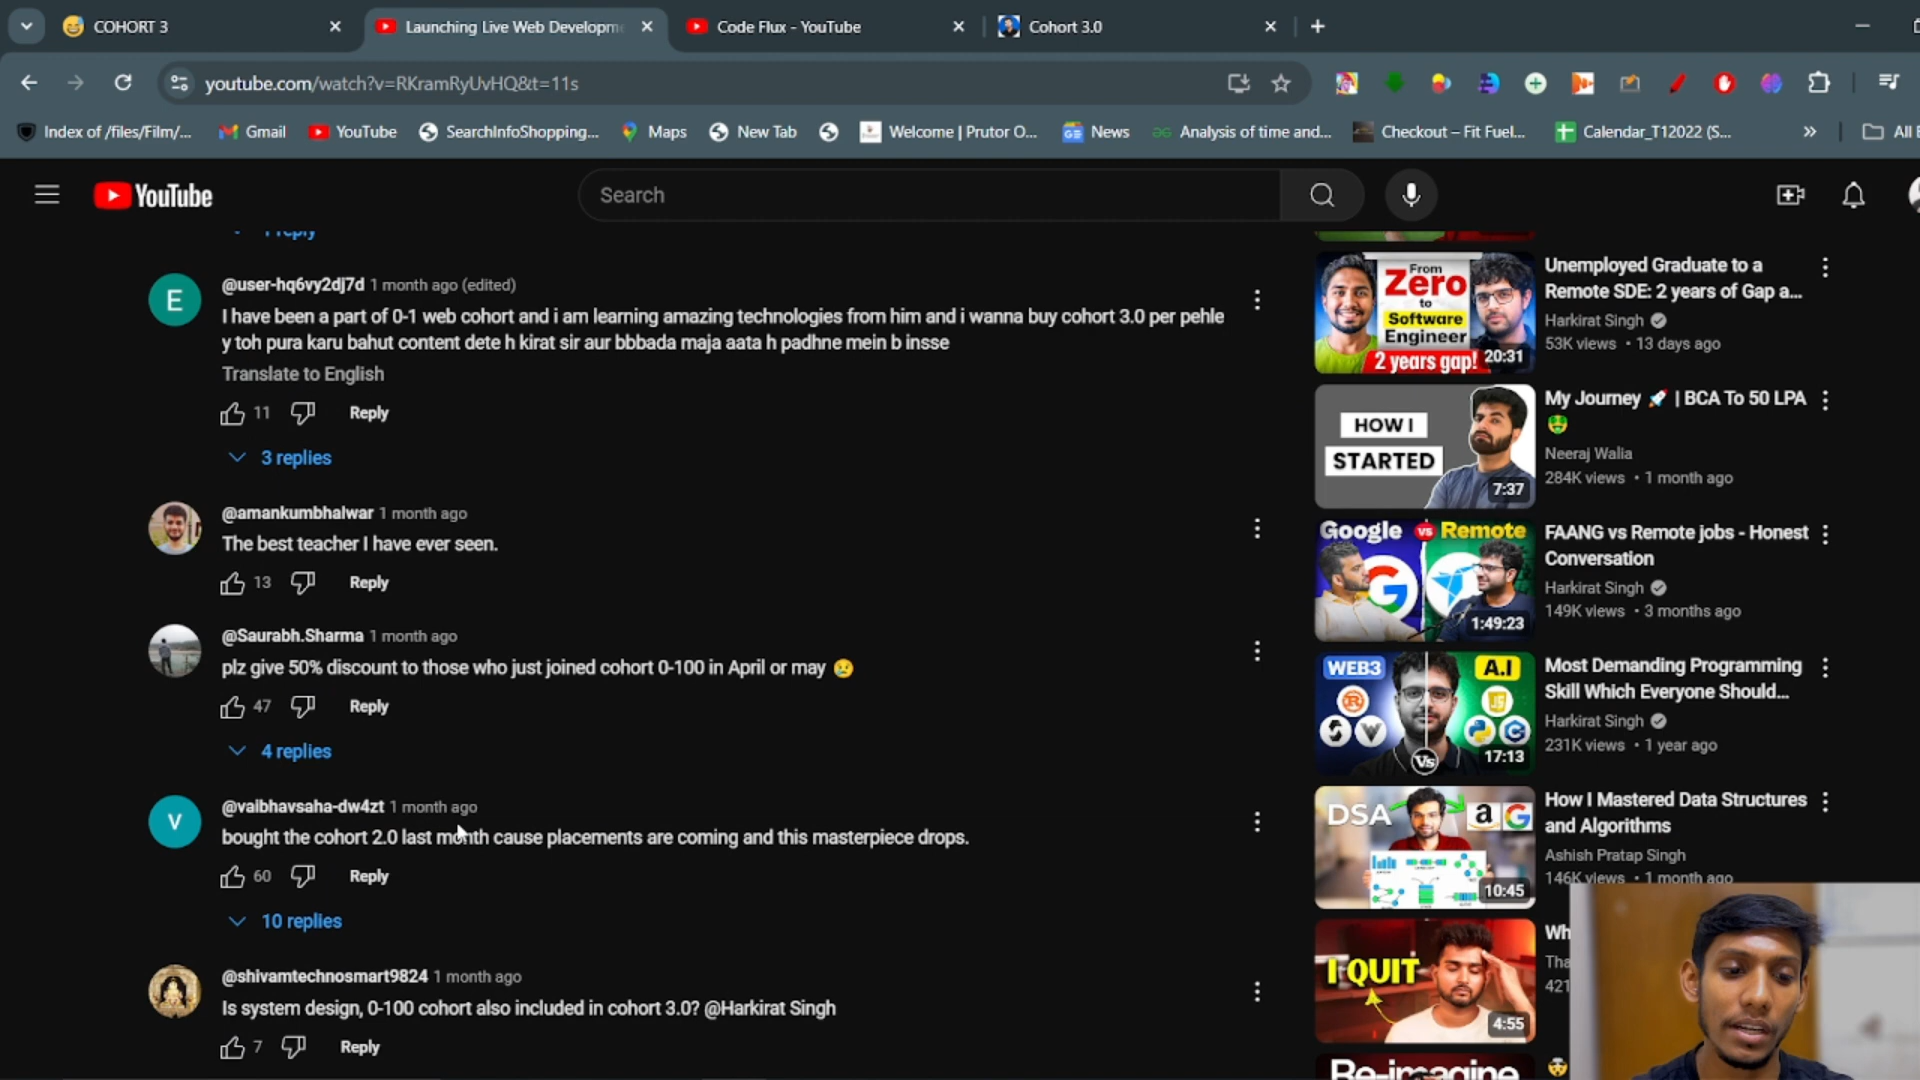 COHORT 3
Launching Live Web Developm
Code Flux - YouTube
Cohort 3.0
youtube.com/watch?v=RKramRyUvHQ&t=11s
Index of /files/Film/...
Gmail
YouTube
SearchInfoShopping...
Maps
New Tab
Welcome | Prutor O...
News
Analysis of time and...
Checkout – Fit Fuel...
Calendar_T12022 (S...
»
YouTube
Search
1 reply
E
@user-hq6vy2dj7d 1 month ago (edited)
I have been a part of 0-1 web cohort and i am learning amazing technologies from him and i wanna buy cohort 3.0 per pehle
y toh pura karu bahut content dete h kirat sir aur bbbada maja aata h padhne mein b insse
Translate to English
11 Reply
3 replies
@amankumbhalwar 1 month ago
The best teacher I have ever seen.
13 Reply
@Saurabh.Sharma 1 month ago
plz give 50% discount to those who just joined cohort 0-100 in April or may 😢
47 Reply
4 replies
V
@vaibhavsaha-dw4zt 1 month ago
bought the cohort 2.0 last month cause placements are coming and this masterpiece drops.
60 Reply
10 replies
@shivamtechnosmart9824 1 month ago
Is system design, 0-100 cohort also included in cohort 3.0? @Harkirat Singh
7 Reply
From
Zero
to
Software
Engineer
2 years gap!
20:31
Unemployed Graduate to a
Remote SDE: 2 years of Gap a...
Harkirat Singh
53K views • 13 days ago
HOW I
STARTED
7:37
My Journey 🚀 | BCA To 50 LPA
🤑
Neeraj Walia
284K views • 1 month ago
Google VS Remote
1:49:23
FAANG vs Remote jobs - Honest
Conversation
Harkirat Singh
149K views • 3 months ago
WEB3
A.I
JS
Vs
17:13
Most Demanding Programming
Skill Which Everyone Should...
Harkirat Singh
231K views • 1 year ago
DSA
a G
10:45
How I Mastered Data Structures
and Algorithms
Ashish Pratap Singh
146K views • 1 month ago
I QUIT
4:55
Wh
Tha
421
Re-imagine